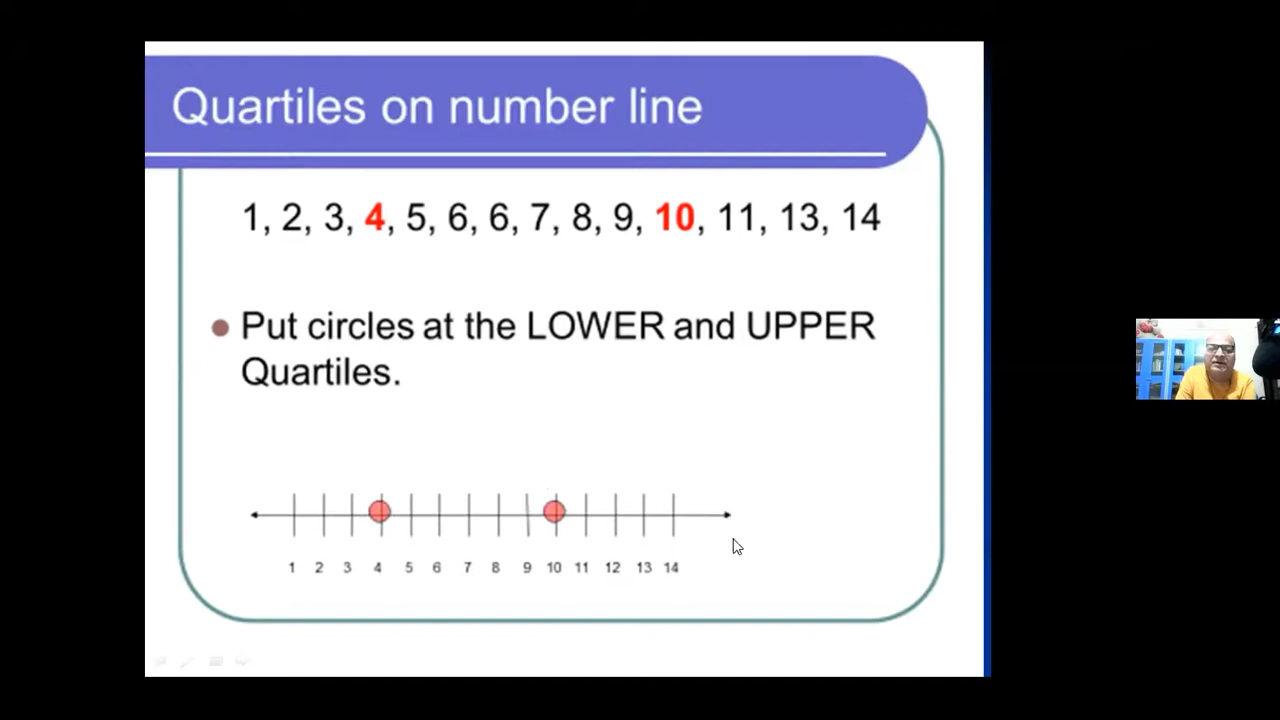 Quartiles on number line
1, 2, 3, 4, 5, 6, 6, 7, 8, 9, 10, 11, 13, 14
Put circles at the LOWER and UPPER
Quartiles.
1 2 3 4 5 6 7 8 9 10 11 12 13 14